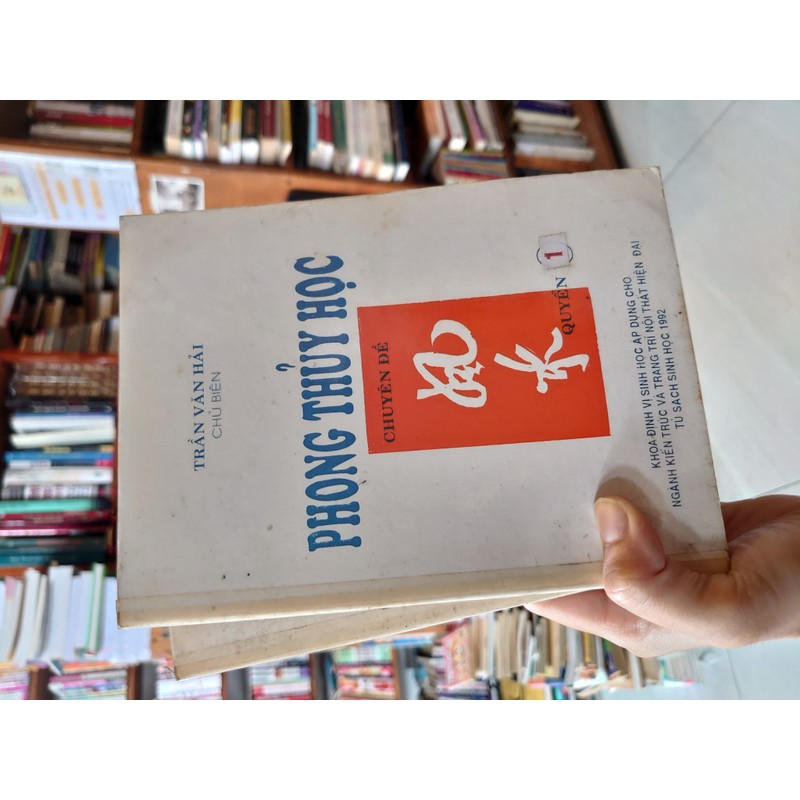 TRẦN VĂN HẢI
CHỦ BIÊN
PHONG THỦY HỌC
CHUYÊN ĐỀ
風水
QUYỂN 1
KHOA ĐỊNH VỊ SINH HỌC ÁP DỤNG CHO
NGÀNH KIẾN TRÚC VÀ TRANG TRÍ NỘI THẤT HIỆN ĐẠI
TỦ SÁCH SINH HỌC 1992